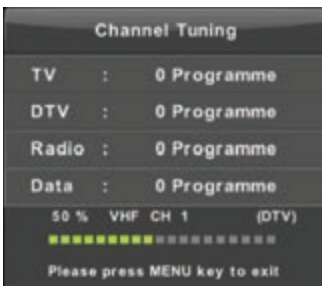 Channel Tuning
TV : 0 Programme
DTV : 0 Programme
Radio : 0 Programme
Data : 0 Programme
50 % VHF CH 1 (DTV)
Please press MENU key to exit